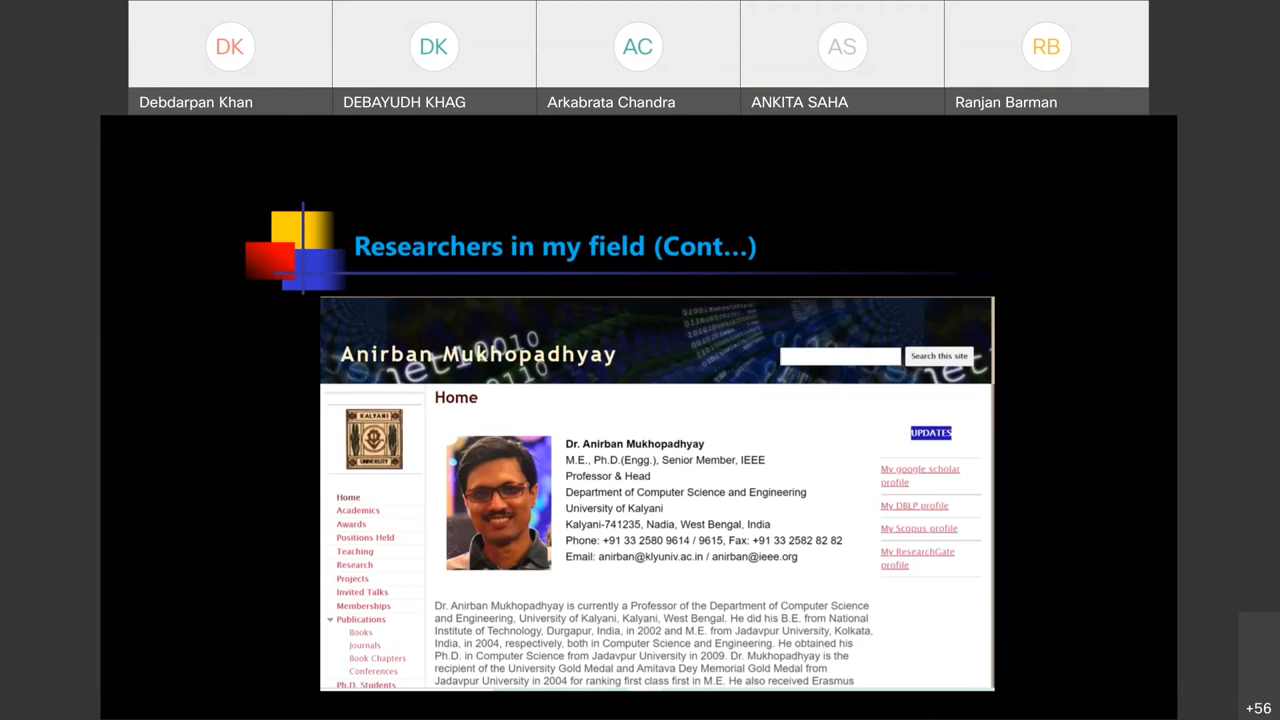 DK
DK
AC
AS
RB
Debdarpan Khan
DEBAYUDH KHAG
Arkabrata Chandra
ANKITA SAHA
Ranjan Barman
Researchers in my field (Cont...)
Anirban Mukhopadhyay
Search this site
KALYANI
UNIVERSITY
Home
Academics
Awards
Positions Held
Teaching
Research
Projects
Invited Talks
Memberships
Publications
Books
Journals
Book Chapters
Conferences
Ph.D. Students
Home
Dr. Anirban Mukhopadhyay
M.E., Ph.D.(Engg.), Senior Member, IEEE
Professor & Head
Department of Computer Science and Engineering
University of Kalyani
Kalyani-741235, Nadia, West Bengal, India
Phone: +91 33 2580 9614 / 9615, Fax: +91 33 2582 82 82
Email: anirban@klyuniv.ac.in / anirban@ieee.org
Dr. Anirban Mukhopadhyay is currently a Professor of the Department of Computer Science
and Engineering, University of Kalyani, Kalyani, West Bengal. He did his B.E. from National
Institute of Technology, Durgapur, India, in 2002 and M.E. from Jadavpur University, Kolkata,
India, in 2004, respectively, both in Computer Science and Engineering. He obtained his
Ph.D. in Computer Science from Jadavpur University in 2009. Dr. Mukhopadhyay is the
recipient of the University Gold Medal and Amitava Dey Memorial Gold Medal from
Jadavpur University in 2004 for ranking first class first in M.E. He also received Erasmus
UPDATES
My google scholar
profile
My DBLP profile
My Scopus profile
My ResearchGate
profile
+56